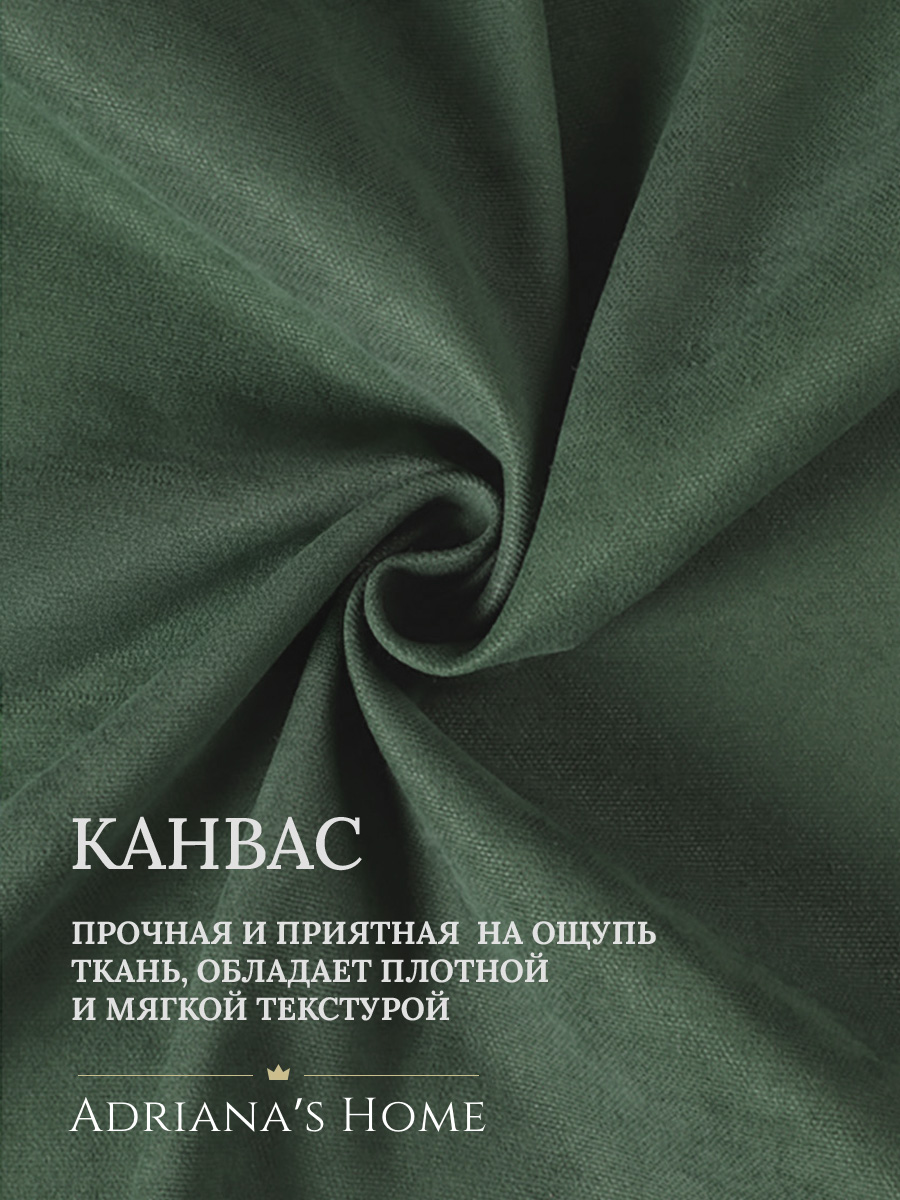 КАНВАС
ПРОЧНАЯ И ПРИЯТНАЯ НА ОЩУПЬ
ТКАНЬ, ОБЛАДАЕТ ПЛОТНОЙ
И МЯГКОЙ ТЕКСТУРОЙ
ADRIANA'S HOME